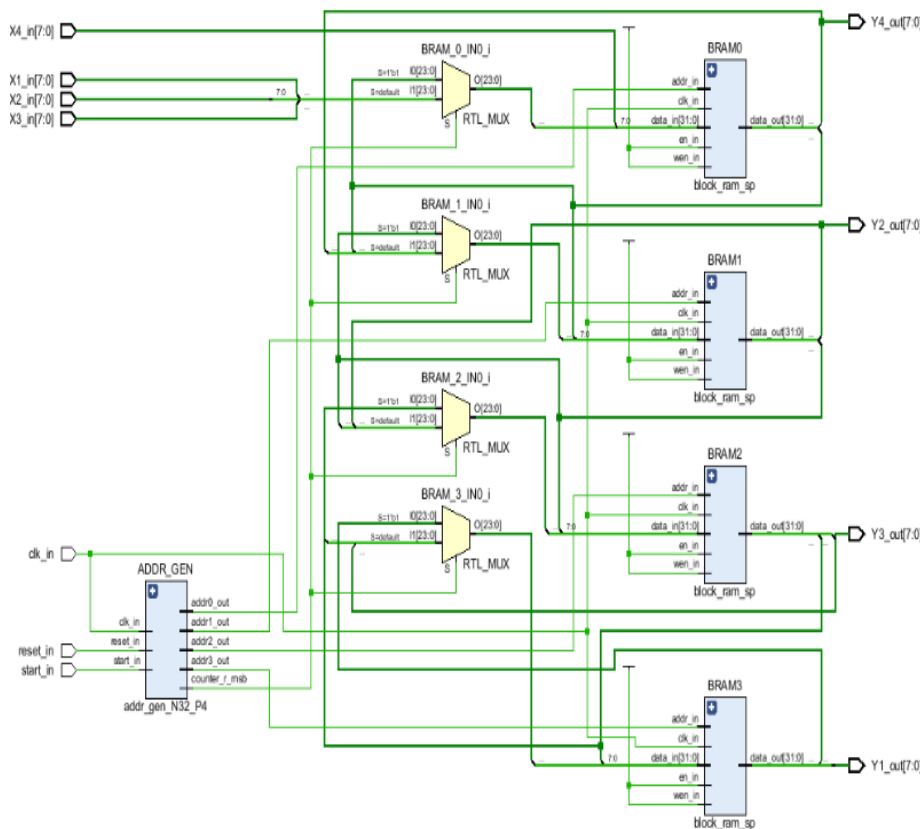 X4_in[7:0]
X1_in[7:0]
X2_in[7:0]
X3_in[7:0]
7:0
...
BRAM_0_IN0_i
S=1'b1
I0[23:0]
S=default
I1[23:0]
O[23:0]
S
RTL_MUX
...
7:0
BRAM0
addr_in
clk_in
data_in[31:0]
en_in
wen_in
data_out[31:0]
...
block_ram_sp
Y4_out[7:0]
BRAM_1_IN0_i
S=1'b1
I0[23:0]
...
S=default
I1[23:0]
O[23:0]
S
RTL_MUX
...
7:0
BRAM1
addr_in
clk_in
data_in[31:0]
en_in
wen_in
data_out[31:0]
...
block_ram_sp
Y2_out[7:0]
BRAM_2_IN0_i
S=1'b1
I0[23:0]
...
S=default
I1[23:0]
O[23:0]
S
RTL_MUX
...
7:0
BRAM2
addr_in
clk_in
data_in[31:0]
en_in
wen_in
data_out[31:0]
...
block_ram_sp
Y3_out[7:0]
BRAM_3_IN0_i
S=1'b1
I0[23:0]
S=default
I1[23:0]
...
O[23:0]
S
RTL_MUX
...
7:0
BRAM3
addr_in
clk_in
data_in[31:0]
en_in
wen_in
data_out[31:0]
...
block_ram_sp
Y1_out[7:0]
clk_in
reset_in
start_in
ADDR_GEN
clk_in
reset_in
start_in
addr0_out
addr1_out
addr2_out
addr3_out
counter_r_msb
addr_gen_N32_P4